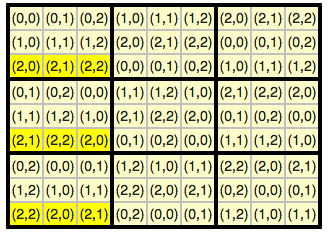 (0,0) (0,1) (0,2) (1,0) (1,1) (1,2) (2,0) (2,1) (2,2)
(1,0) (1,1) (1,2) (2,0) (2,1) (2,2) (0,0) (0,1) (0,2)
(2,0) (2,1) (2,2) (0,0) (0,1) (0,2) (1,0) (1,1) (1,2)
(0,1) (0,2) (0,0) (1,1) (1,2) (1,0) (2,1) (2,2) (2,0)
(1,1) (1,2) (1,0) (2,1) (2,2) (2,0) (0,1) (0,2) (0,0)
(2,1) (2,2) (2,0) (0,1) (0,2) (0,0) (1,1) (1,2) (1,0)
(0,2) (0,0) (0,1) (1,2) (1,0) (1,1) (2,2) (2,0) (2,1)
(1,2) (1,0) (1,1) (2,2) (2,0) (2,1) (0,2) (0,0) (0,1)
(2,2) (2,0) (2,1) (0,2) (0,0) (0,1) (1,2) (1,0) (1,1)